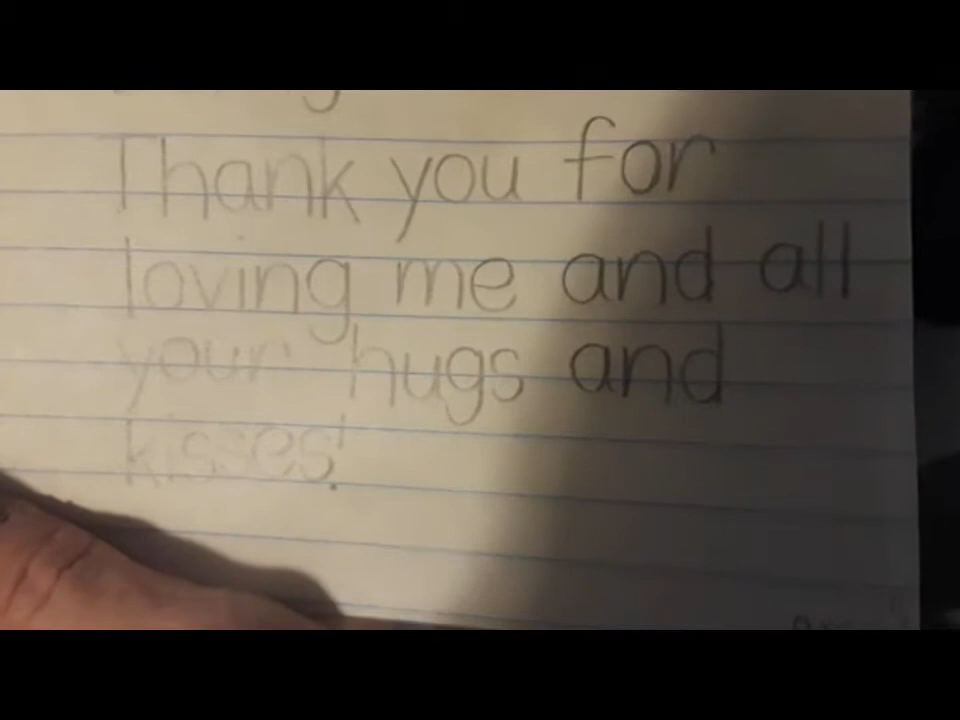 Thank you for
loving me and all
your hugs and
kisses!